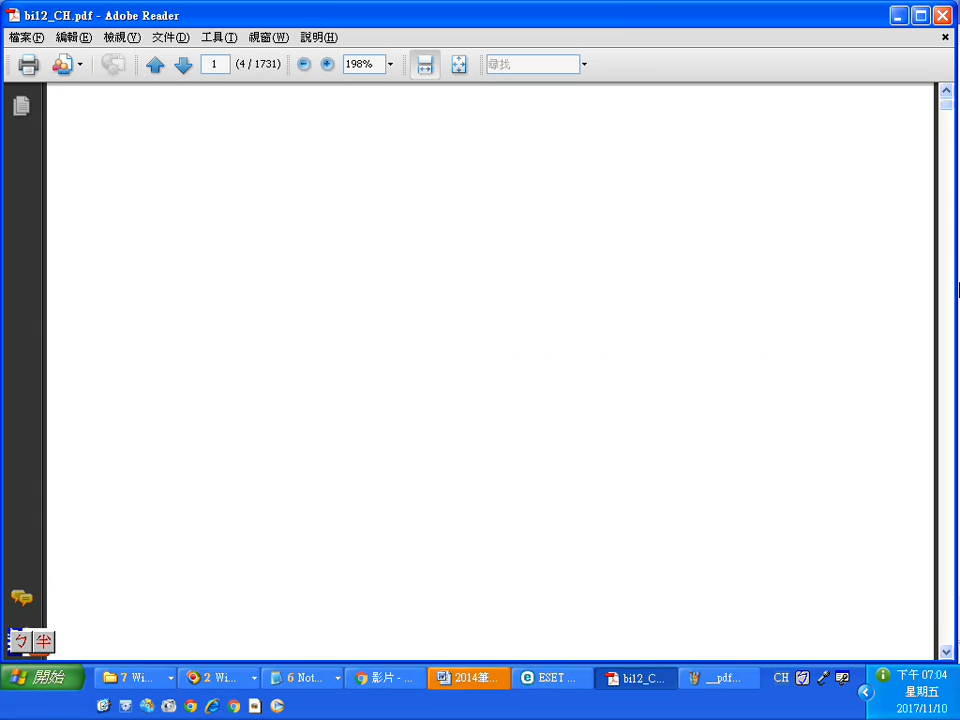 bi12_CH.pdf - Adobe Reader
檔案(F) 編輯(E) 檢視(V) 文件(D) 工具(T) 視窗(W) 說明(H)
1 (4 / 1731) 198% 尋找
ㄅ 半
開始 7 Wi... 2 Wi... 6 Not... 影片 - ... 2014筆... ESET ... bi12_C... __pdf... CH
下午 07:04
星期五
2017/11/10